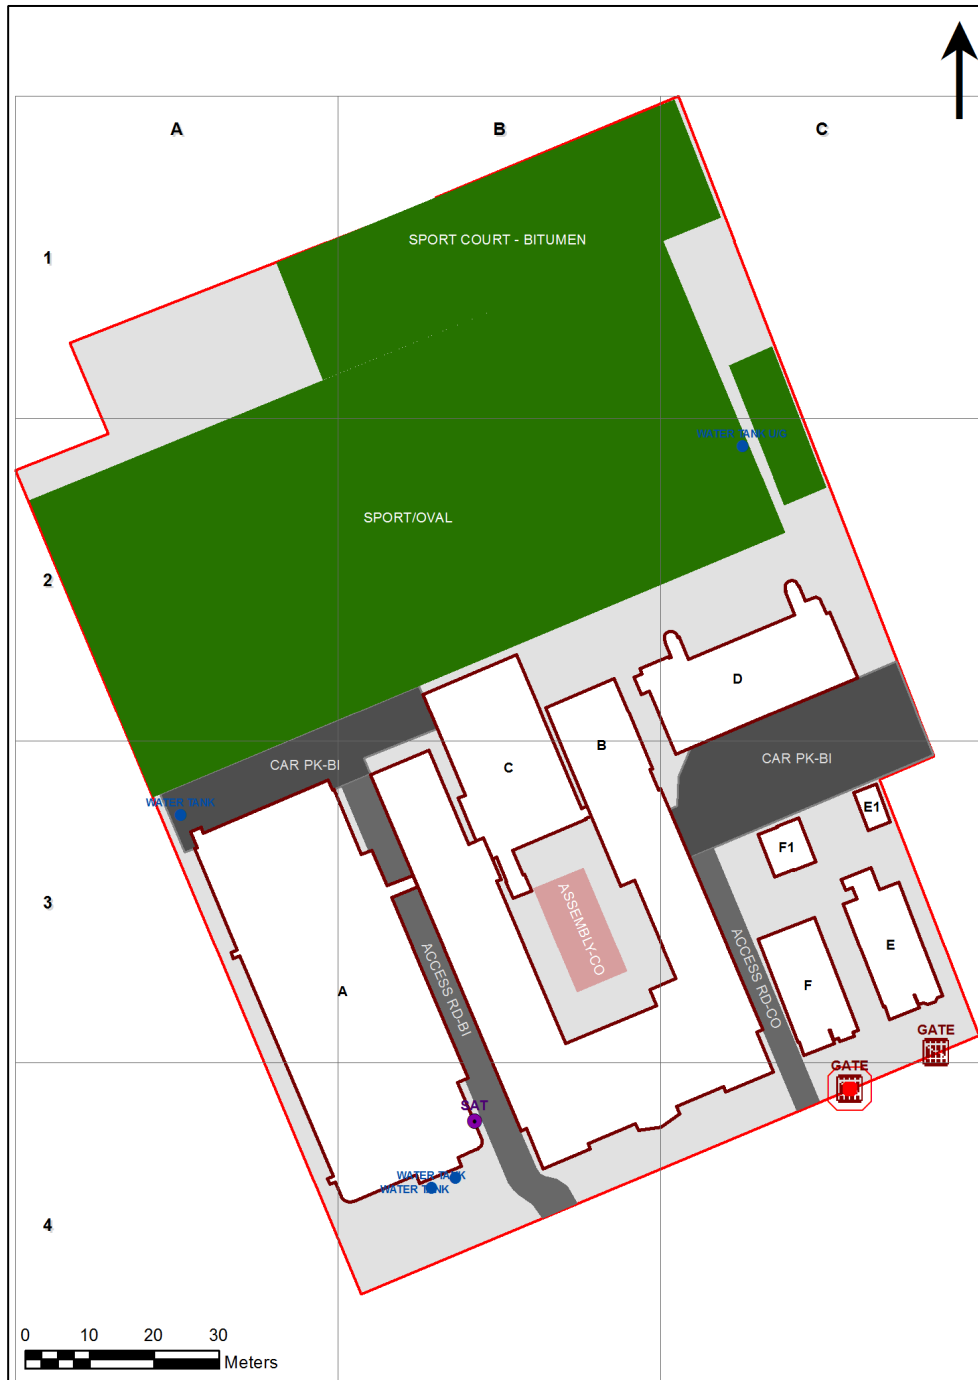 A
B
C
1
SPORT COURT - BITUMEN
WATER TANK U/G
SPORT/OVAL
2
D
B
CAR PK-BI
CAR PK-BI
C
WATER TANK
E1
F1
3
ASSEMBLY-CO
ACCESS RD-BI
ACCESS RD-CO
E
F
A
GATE
GATE
SAT
WATER TANK
WATER TANK
4
0 10 20 30
Meters